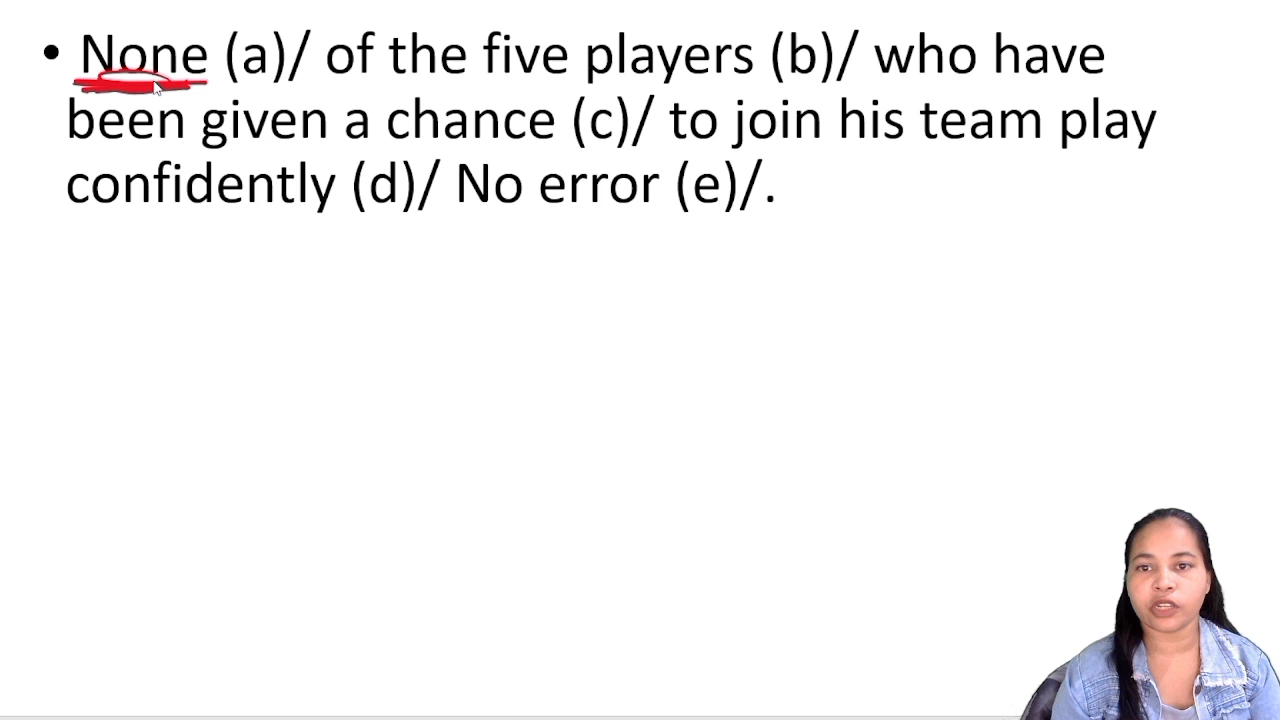 • None (a)/ of the five players (b)/ who have
been given a chance (c)/ to join his team play
confidently (d)/ No error (e)/.